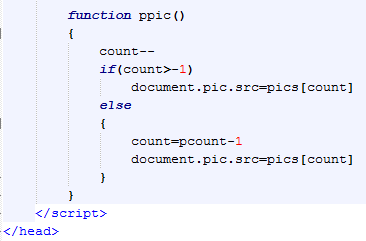 function ppic()
{
count--
if(count>-1)
document.pic.src=pics[count]
else
{
count=pcount-1
document.pic.src=pics[count]
}
}
</script>
</head>